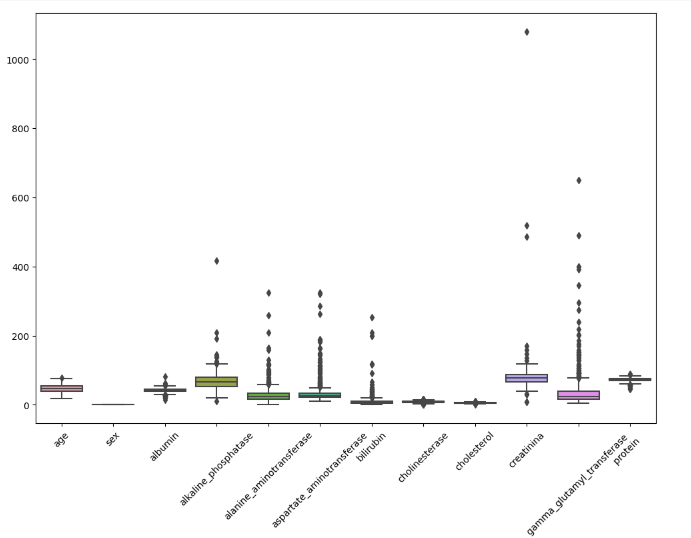 1000
800
600
400
200
0
age
sex
albumin
alkaline_phosphatase
alanine_aminotransferase
aspartate_aminotransferase
bilirubin
cholinesterase
cholesterol
creatinina
gamma_glutamyl_transferase
protein